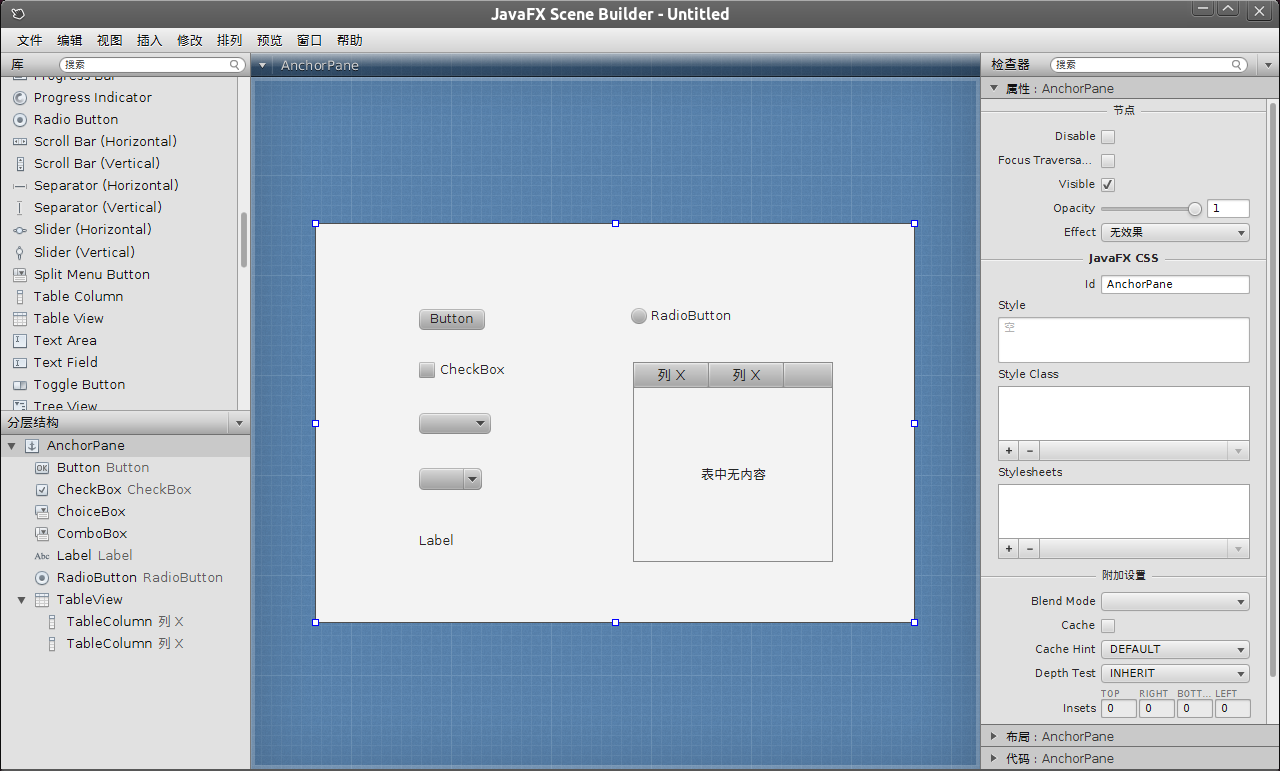 JavaFX Scene Builder - Untitled
文件 编辑 视图 插入 修改 排列 预览 窗口 帮助
库 搜索
Progress Bar
Progress Indicator
Radio Button
Scroll Bar (Horizontal)
Scroll Bar (Vertical)
Separator (Horizontal)
Separator (Vertical)
Slider (Horizontal)
Slider (Vertical)
Split Menu Button
Table Column
Table View
Text Area
Text Field
Toggle Button
Tree View
分层结构
AnchorPane
OK Button Button
CheckBox CheckBox
ChoiceBox
ComboBox
Abc Label Label
RadioButton RadioButton
TableView
TableColumn 列 X
TableColumn 列 X
AnchorPane
Button
RadioButton
CheckBox
列 X 列 X
表中无内容
Label
检查器 搜索
属性 : AnchorPane
节点
Disable
Focus Traversa...
Visible
Opacity 1
Effect 无效果
JavaFX CSS
Id AnchorPane
Style
空
Style Class
+ −
Stylesheets
+ −
附加设置
Blend Mode
Cache
Cache Hint DEFAULT
Depth Test INHERIT
TOP RIGHT BOTT... LEFT
Insets 0 0 0 0
布局 : AnchorPane
代码 : AnchorPane